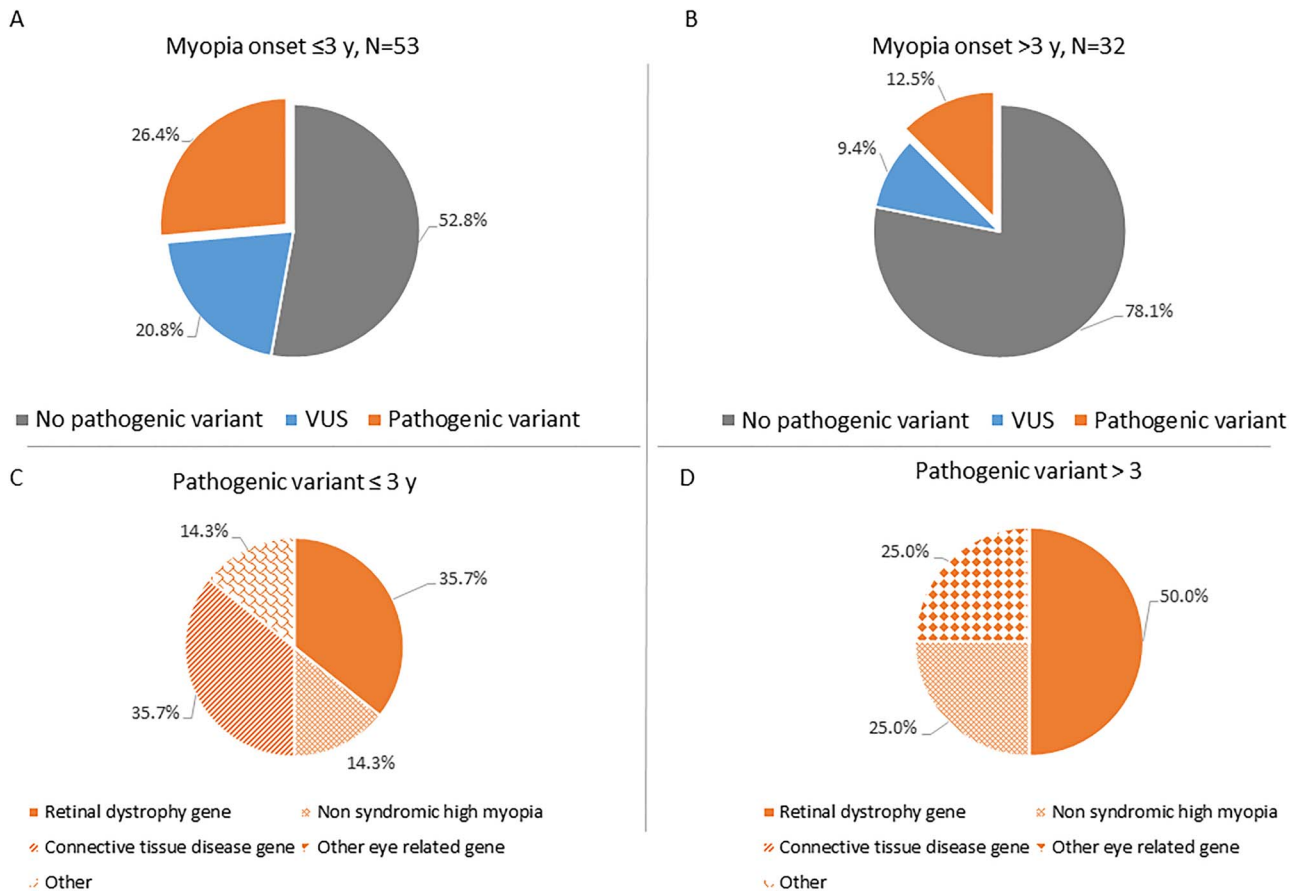 A
Myopia onset ≤3 y, N=53
26.4%
52.8%
20.8%
No pathogenic variant VUS Pathogenic variant
B
Myopia onset >3 y, N=32
12.5%
9.4%
78.1%
No pathogenic variant VUS Pathogenic variant
C
Pathogenic variant ≤ 3 y
14.3%
35.7%
35.7%
14.3%
Retinal dystrophy gene Non syndromic high myopia
Connective tissue disease gene Other eye related gene
Other
D
Pathogenic variant > 3
25.0%
50.0%
25.0%
Retinal dystrophy gene Non syndromic high myopia
Connective tissue disease gene Other eye related gene
Other